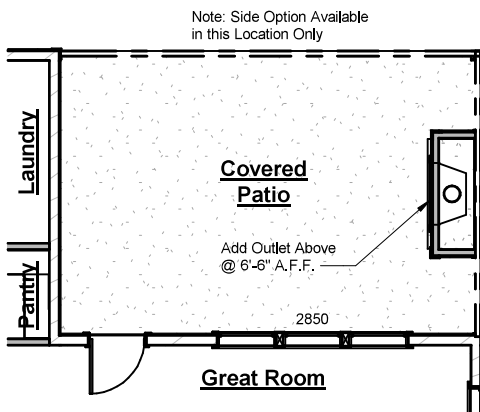 Note: Side Option Available
in this Location Only
Laundry
Covered
Patio
Add Outlet Above
@ 6'-6" A.F.F.
Pantry
2850
Great Room